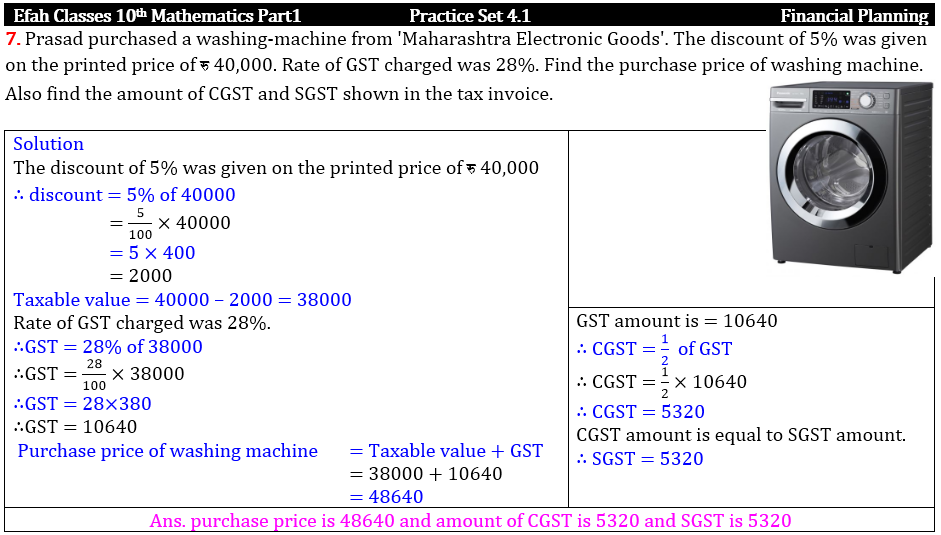 Efah Classes 10th Mathematics Part1 Practice Set 4.1 Financial Planning
7. Prasad purchased a washing-machine from 'Maharashtra Electronic Goods'. The discount of 5% was given
on the printed price of रु 40,000. Rate of GST charged was 28%. Find the purchase price of washing machine.
Also find the amount of CGST and SGST shown in the tax invoice.
Solution
The discount of 5% was given on the printed price of रु 40,000
∴ discount = 5% of 40000
= 5/100 × 40000
= 5 × 400
= 2000
Taxable value = 40000 – 2000 = 38000
Rate of GST charged was 28%.
∴GST = 28% of 38000
∴GST = 28/100 × 38000
∴GST = 28×380
∴GST = 10640
Purchase price of washing machine = Taxable value + GST
= 38000 + 10640
= 48640
GST amount is = 10640
∴ CGST = 1/2 of GST
∴ CGST = 1/2 × 10640
∴ CGST = 5320
CGST amount is equal to SGST amount.
∴ SGST = 5320
Ans. purchase price is 48640 and amount of CGST is 5320 and SGST is 5320